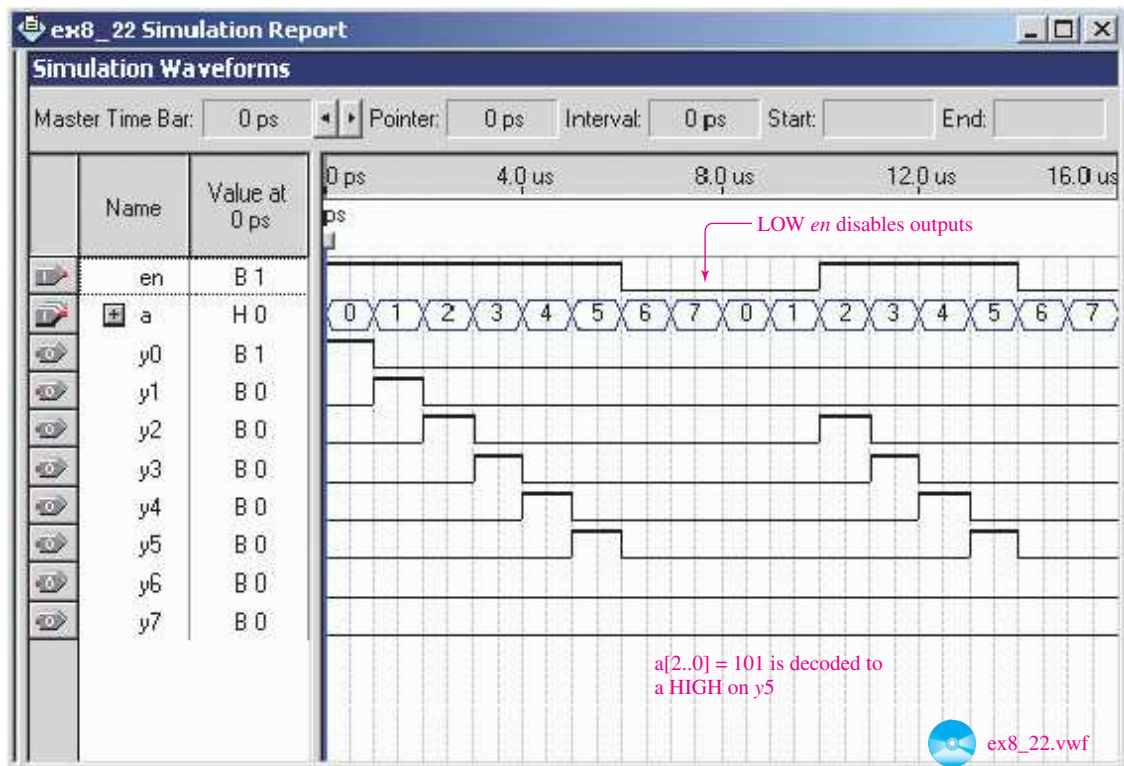 ex8_22 Simulation Report
Simulation Waveforms
Master Time Bar: 0 ps Pointer: 0 ps Interval: 0 ps Start: End:
Name Value at 0 ps
0 ps 4.0 us 8.0 us 12.0 us 16.0 us
ps
LOW en disables outputs
en B 1
a H 0 0 1 2 3 4 5 6 7 0 1 2 3 4 5 6 7
y0 B 1
y1 B 0
y2 B 0
y3 B 0
y4 B 0
y5 B 0
y6 B 0
y7 B 0
a[2..0] = 101 is decoded to
a HIGH on y5
ex8_22.vwf